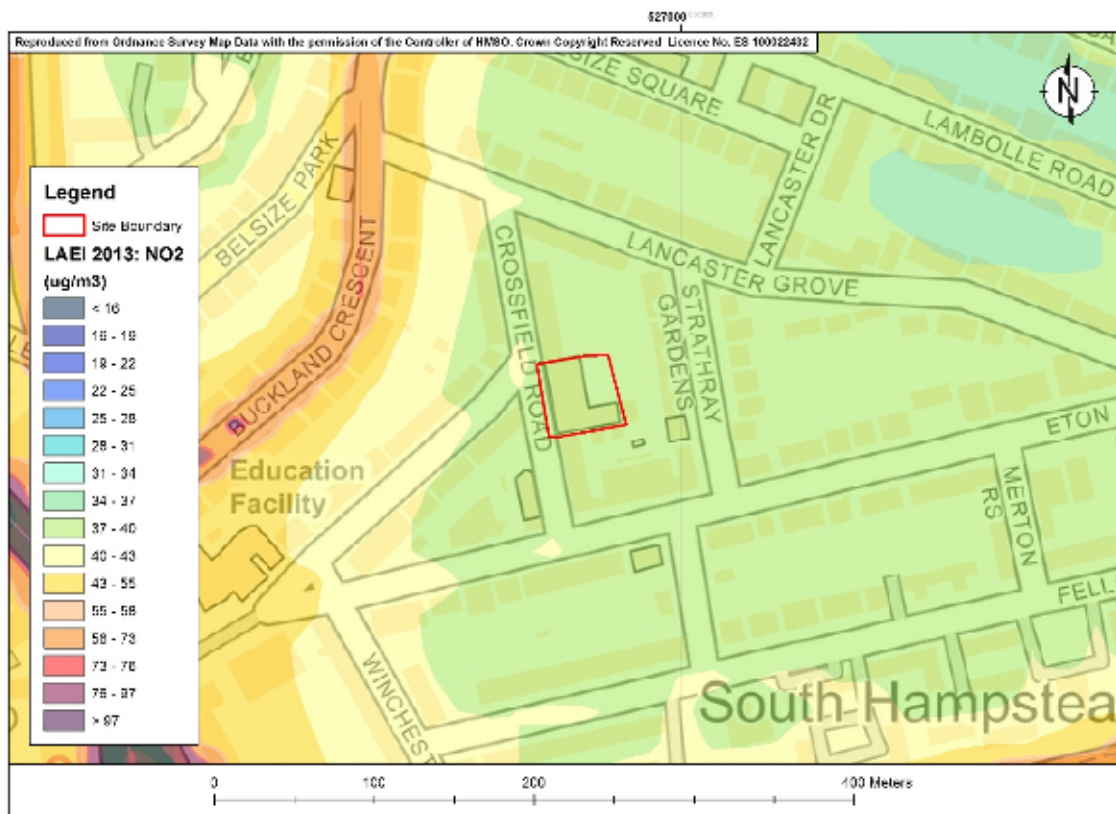 527000
Reproduced from Ordnance Survey Map Data with the permission of the Controller of HMSO. Crown Copyright Reserved Licence No. ES 100022432
N
BELSIZE SQUARE
LANCASTER DR
LAMBOLLE ROAD
BELSIZE PARK
BUCKLAND CRESCENT
CROSSFIELD ROAD
LANCASTER GROVE
STRATHRAY
GARDENS
Education
Facility
ETON
MERTON
RS
FELL
WINCHEST
South Hampstea
Legend
Site Boundary
LAEI 2013: NO2
(ug/m3)
< 16
16 - 19
19 - 22
22 - 25
25 - 28
28 - 31
31 - 34
34 - 37
37 - 40
40 - 43
43 - 55
55 - 58
58 - 73
73 - 76
76 - 97
> 97
0 100 200 400 Meters